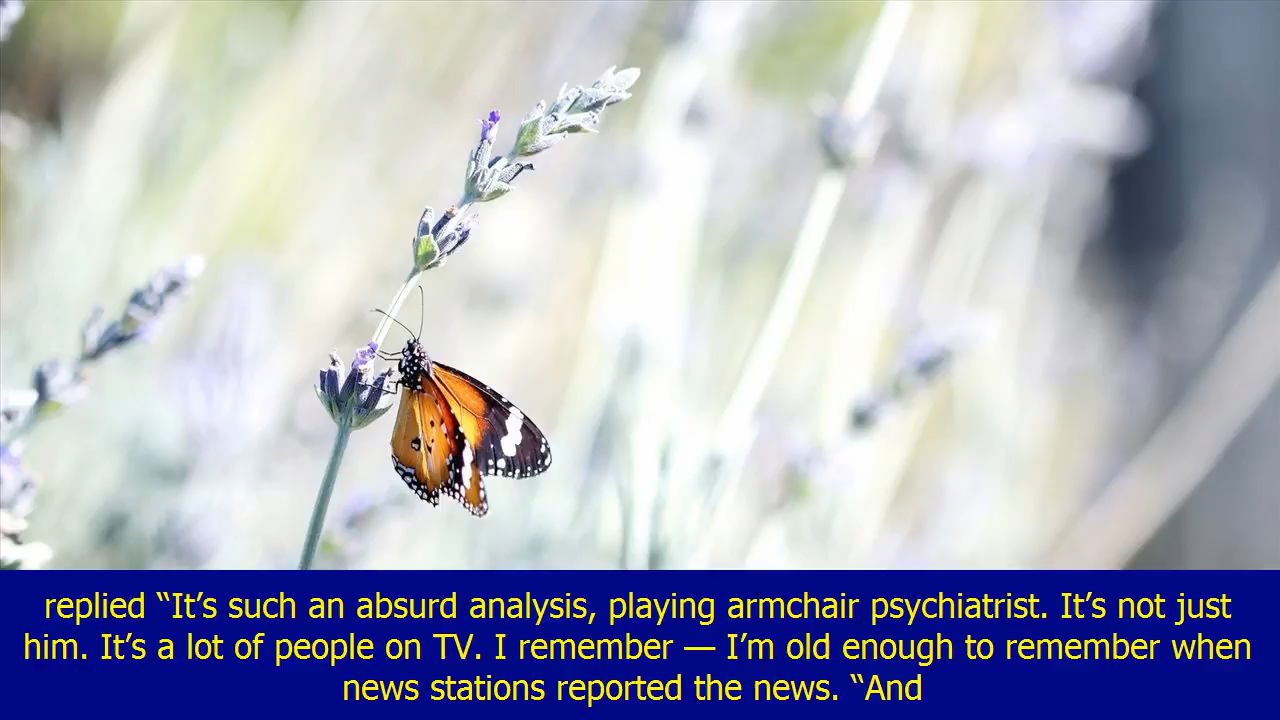 replied “It’s such an absurd analysis, playing armchair psychiatrist. It’s not just
him. It’s a lot of people on TV. I remember — I’m old enough to remember when
news stations reported the news. “And